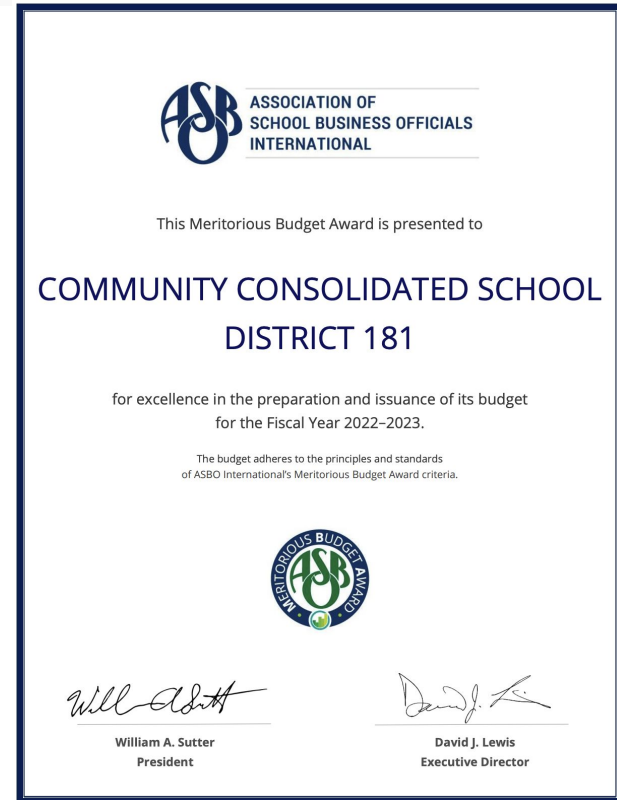 ASBO
ASSOCIATION OF
SCHOOL BUSINESS OFFICIALS
INTERNATIONAL
This Meritorious Budget Award is presented to
COMMUNITY CONSOLIDATED SCHOOL
DISTRICT 181
for excellence in the preparation and issuance of its budget
for the Fiscal Year 2022–2023.
The budget adheres to the principles and standards
of ASBO International's Meritorious Budget Award criteria.
MERITORIOUS BUDGET AWARD
ASBO
William A. Sutter
President
David J. Lewis
Executive Director